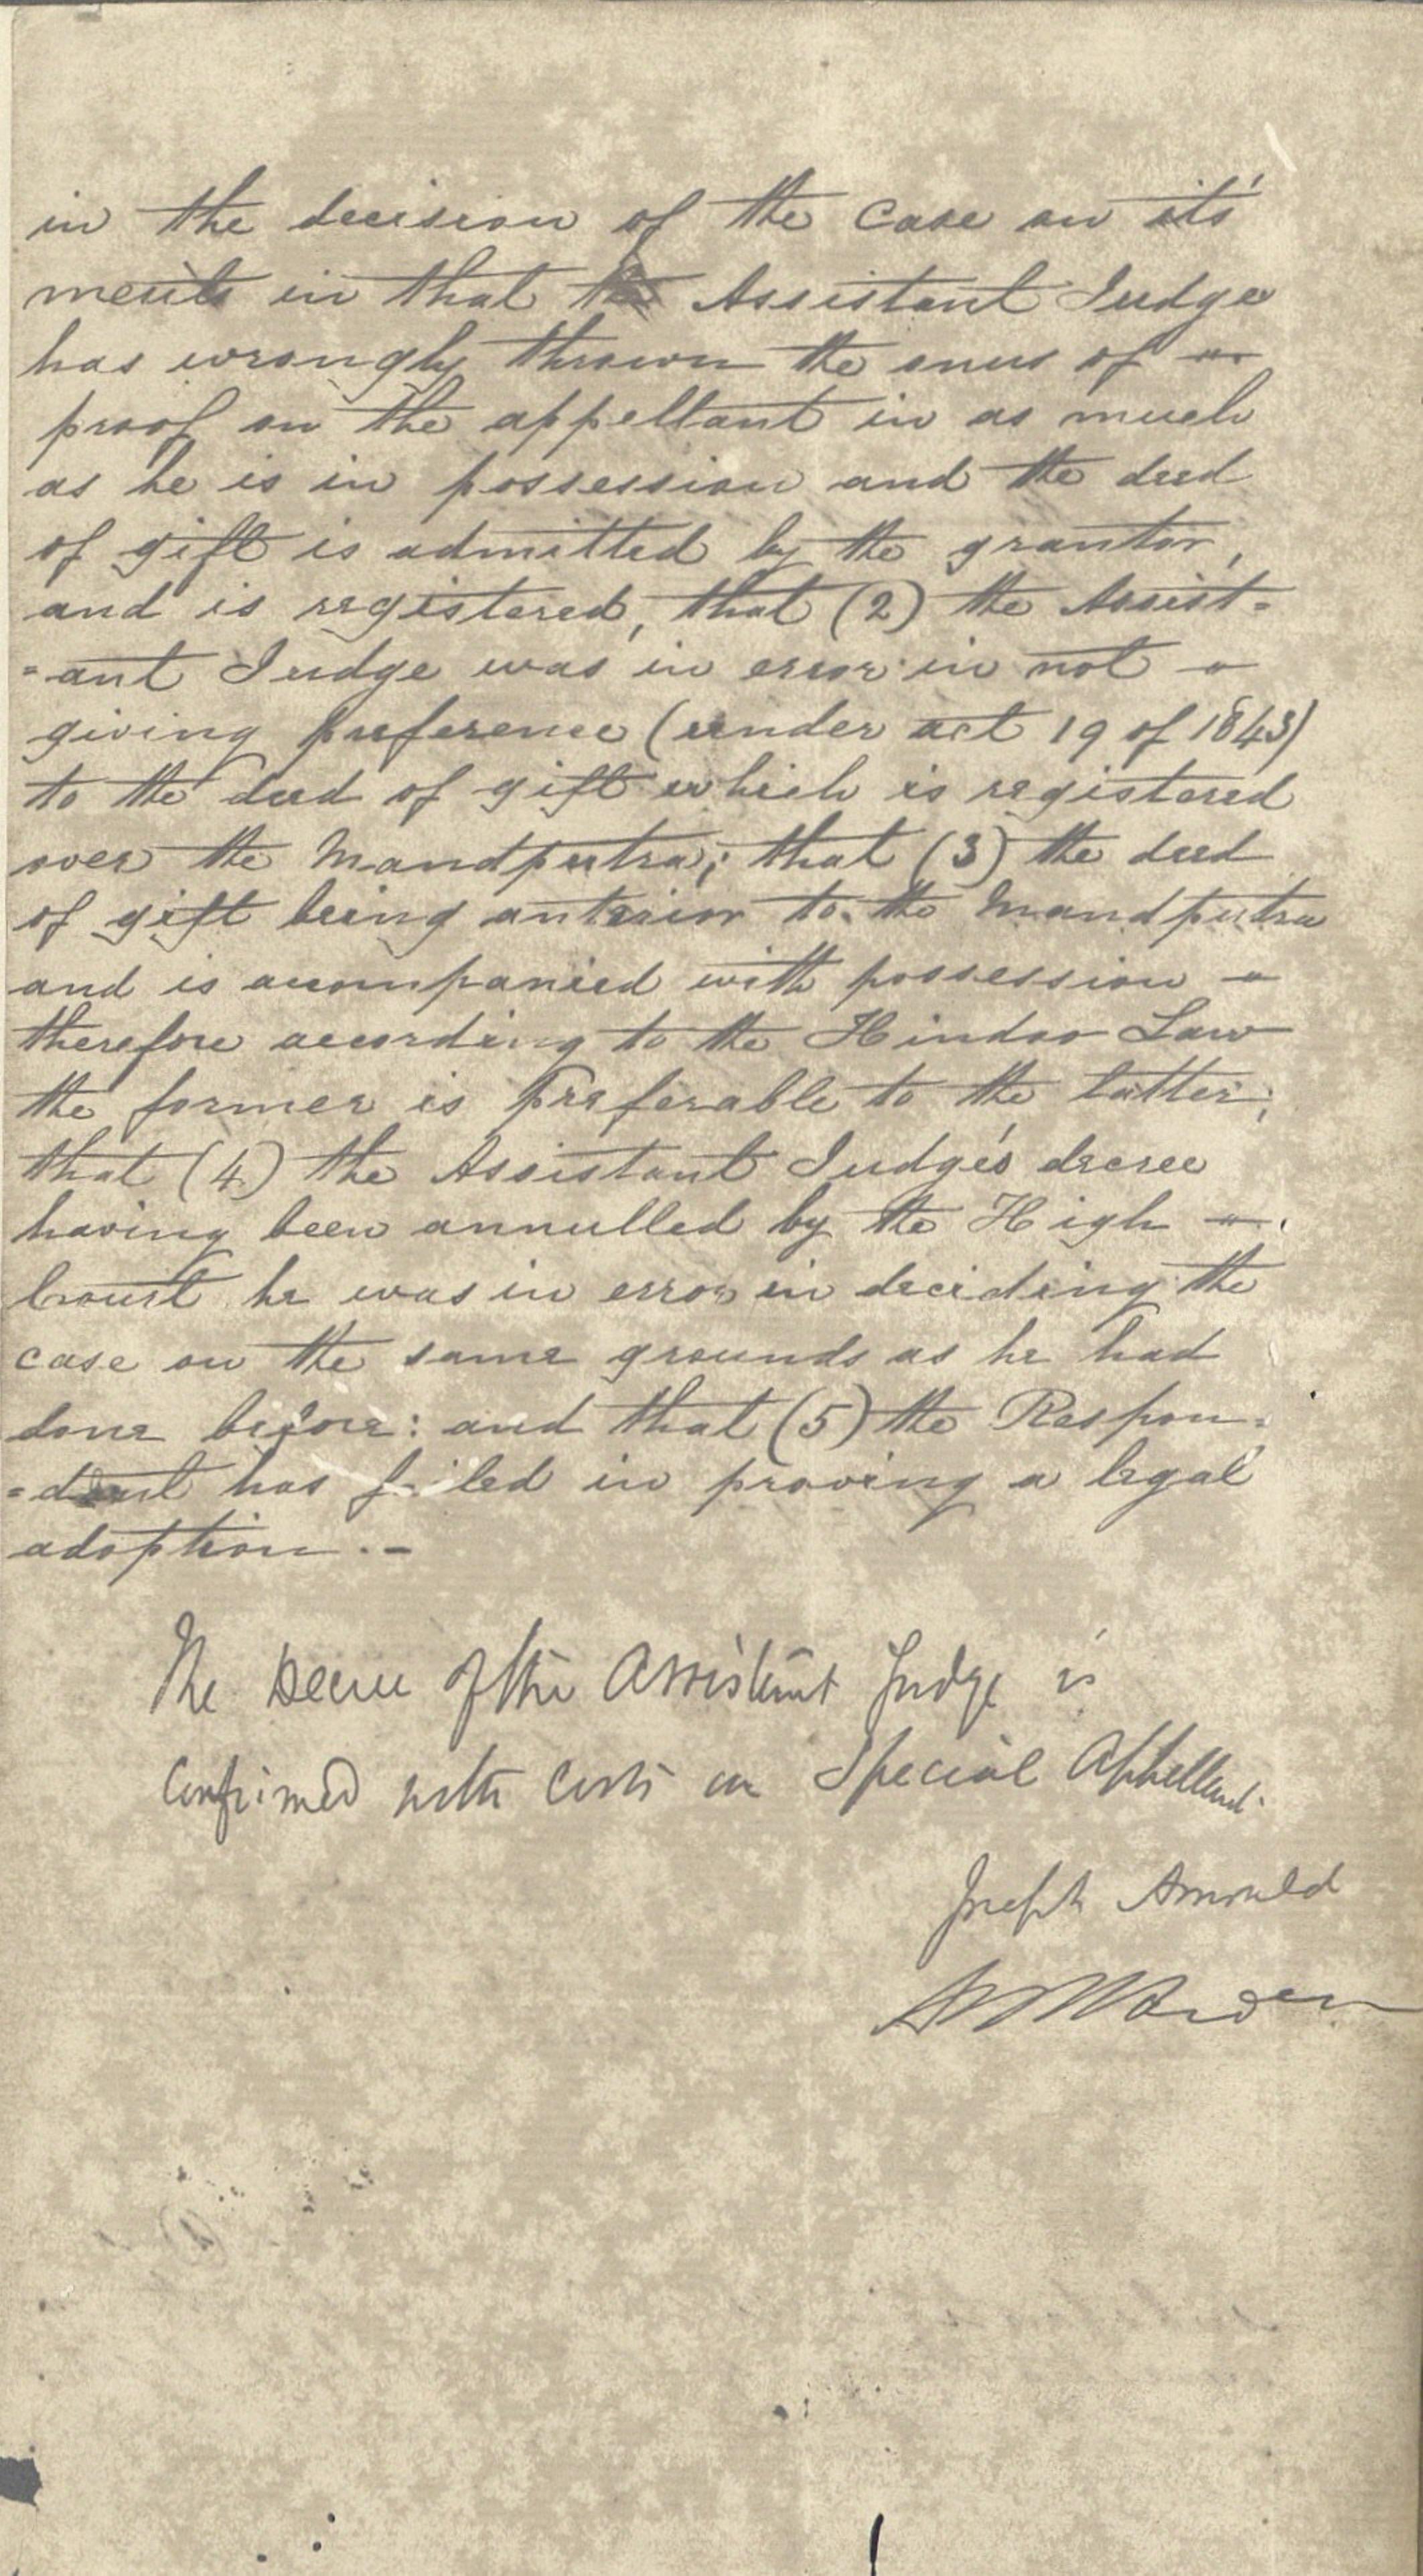 in the decision of the case on it's
merits in that the Assistant Judge
has wrongly thrown the onus of
proof on the appellant in as much
as he is in possession and the deed
of gift is admitted by the grantor,
and is registered, that (2) the Assist=
=ant Judge was in error in not
giving preference (under act 19 of 1843)
to the deed of gift which is registered
over the Mandputra; that (3) the deed
of gift being anterior to the Mandputra
and is accompanied with possession
therefore according to the Hindoo Law
the former is preferable to the latter;
that (4) the Assistant Judge's decree
having been annulled by the High
Court he was in error in deciding the
case on the same grounds as he had
done before: and that (5) the Respon=
=dent has filed in proving a legal
adoption.-
The Decree of the Assistant Judge is
Confirmed with Costs on Special Appellant.
Joseph Arnould
Warden